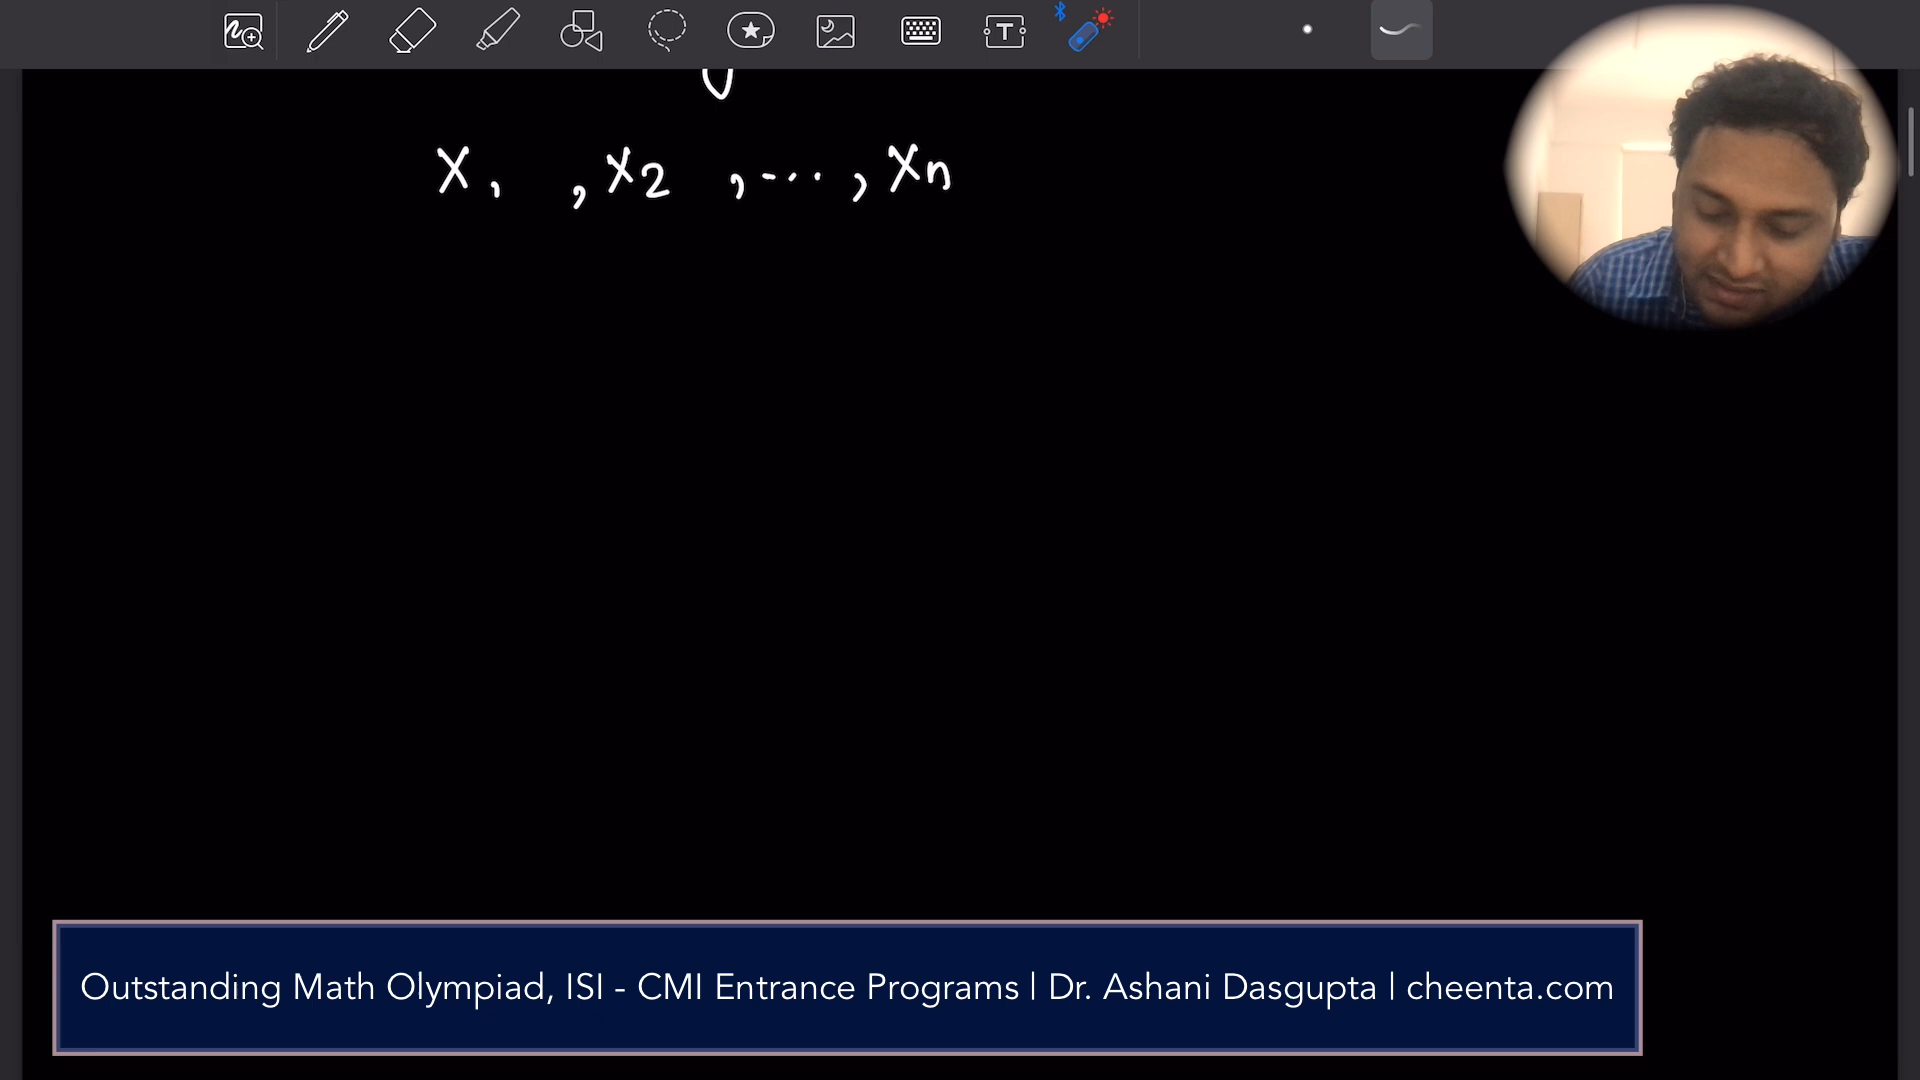 x₁ , x₂ , ... , xn
Outstanding Math Olympiad, ISI - CMI Entrance Programs | Dr. Ashani Dasgupta | cheenta.com